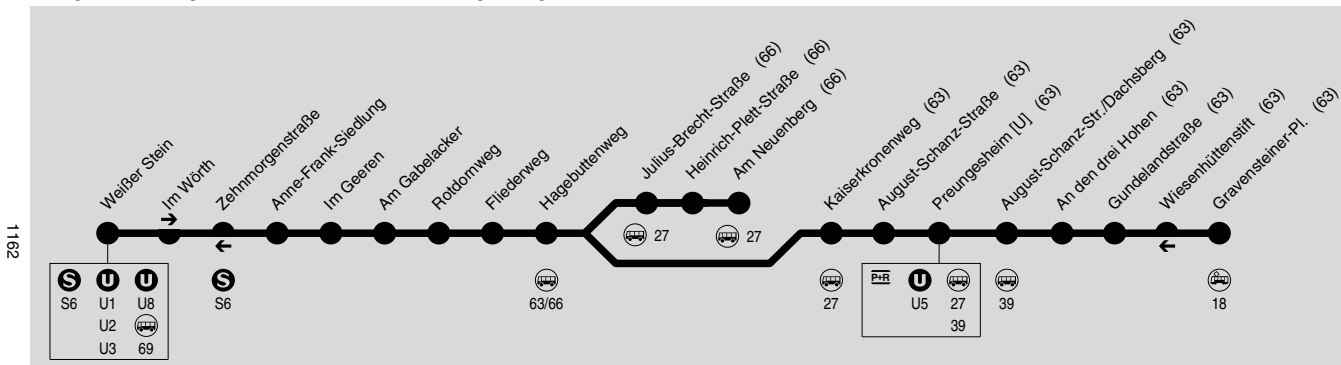 Weißer Stein
Im Wörth
Zehnmorgenstraße
Anne-Frank-Siedlung
Im Geeren
Am Gabelacker
Rotdornweg
Fliederweg
Hagebuttenweg
Julius-Brecht-Straße (66)
Heinrich-Plett-Straße (66)
Am Neuenberg (66)
Kaiserkronenweg (63)
August-Schanz-Straße (63)
Preungesheim [U] (63)
August-Schanz-Str./Dachsberg (63)
An den drei Hohen (63)
Gundelandstraße (63)
Wiesenhüttenstift (63)
Gravensteiner-Pl. (63)
27
27
S U U
S6 U1 U8
U2
U3 69
S
S6
63/66
27
P+R U
U5 27
39
39
18
1162